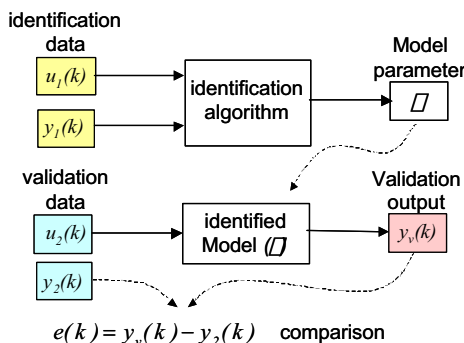 identification
data
Model
parameter
u₁(k)
identification
algorithm
y₁(k)
validation
data
Validation
output
u₂(k)
identified
Model ()
yᵥ(k)
y₂(k)
e(k) = yᵥ(k) − y₂(k) comparison